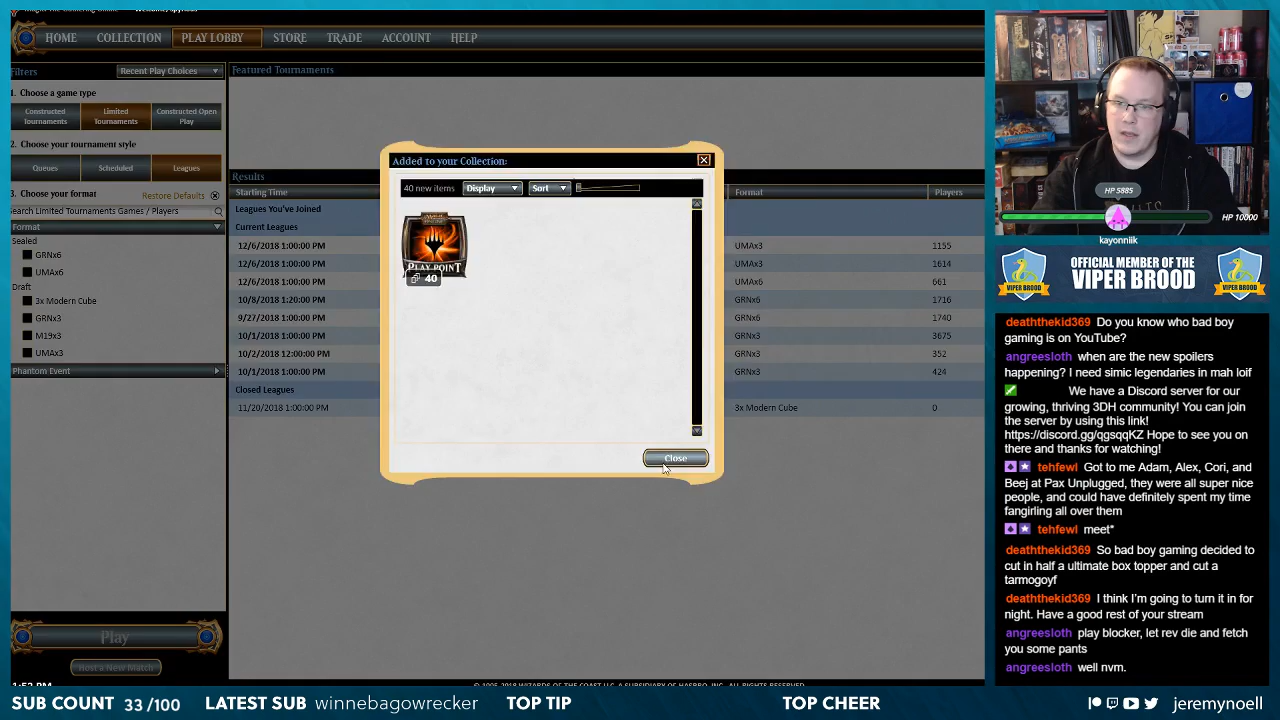 HOME COLLECTION PLAY LOBBY STORE TRADE ACCOUNT HELP
Filters
Recent Play Choices
Featured Tournaments
1. Choose a game type
Constructed Tournaments
Limited Tournaments
Constructed Open Play
2. Choose your tournament style
Queues Scheduled Leagues
3. Choose your format
Restore Defaults
Search Limited Tournaments Games / Players
Format
Sealed
GRNx6
UMAx6
Draft
3x Modern Cube
GRNx3
M19x3
UMAx3
Phantom Event
Play
Host a New Match
Results
Starting Time Format Players
Leagues You've Joined
Current Leagues
12/6/2018 1:00:00 PM UMAx3 1155
12/6/2018 1:00:00 PM UMAx3 1614
12/6/2018 1:00:00 PM UMAx6 661
10/8/2018 1:20:00 PM GRNx6 1716
9/27/2018 1:00:00 PM GRNx6 1740
10/1/2018 1:00:00 PM GRNx3 3675
10/2/2018 12:00:00 PM GRNx3 352
10/1/2018 1:00:00 PM GRNx3 424
Closed Leagues
11/20/2018 1:00:00 PM 3x Modern Cube 0
Added to your Collection:
40 new items Display Sort
PLAY POINT
40
Close
HP 5885
HP 10000
kayonniik
OFFICIAL MEMBER OF THE
VIPER BROOD
deaththekid369 Do you know who bad boy
gaming is on YouTube?
angreesloth when are the new spoilers
happening? I need simic legendaries in mah loif
We have a Discord server for our
growing, thriving 3DH community! You can join
the server by using this link!
https://discord.gg/qgsqqKZ Hope to see you on
there and thanks for watching!
tehfewl Got to me Adam, Alex, Cori, and
Beej at Pax Unplugged, they were all super nice
people, and could have definitely spent my time
fangirling all over them
tehfewl meet*
deaththekid369 So bad boy gaming decided to
cut in half a ultimate box topper and cut a
tarmogoyf
deaththekid369 I think I'm going to turn it in for
night. Have a good rest of your stream
angreesloth play blocker, let rev die and fetch
you some pants
angreesloth well nvm.
SUB COUNT 33/100 LATEST SUB winnebagowrecker TOP TIP TOP CHEER jeremynoell